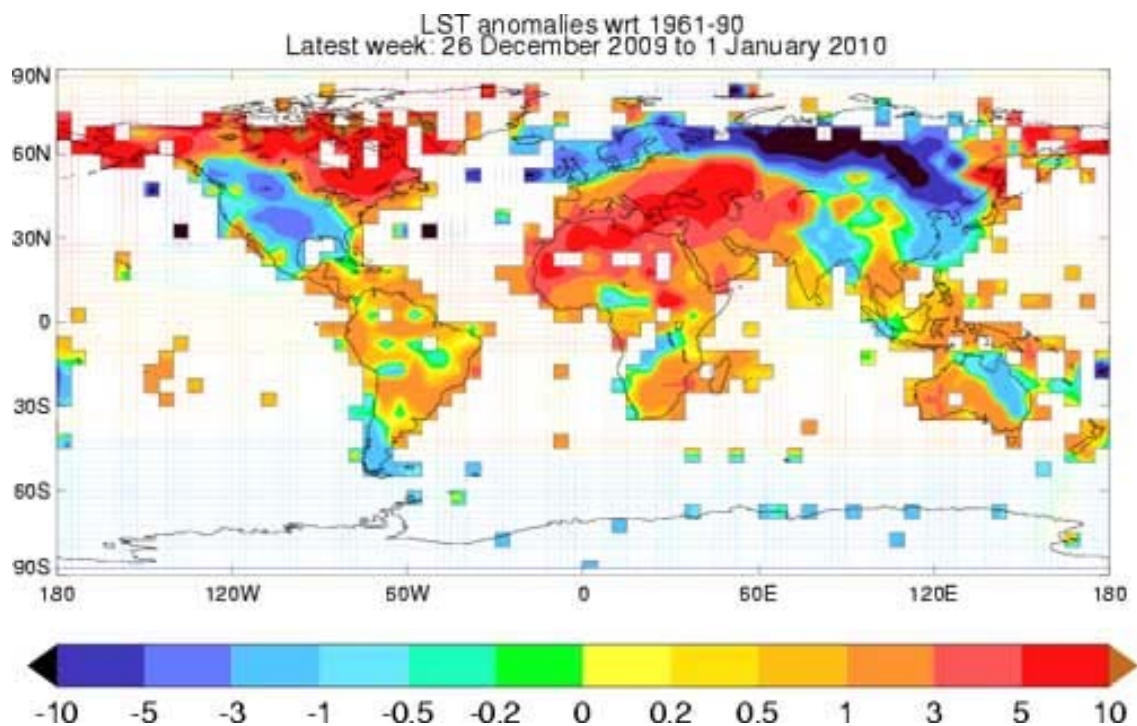 LST anomalies wrt 1961-90
Latest week: 26 December 2009 to 1 January 2010
90N
60N
30N
0
30S
60S
90S
180 120W 60W 0 60E 120E 180
-10 -5 -3 -1 -0.5 -0.2 0 0.2 0.5 1 3 5 10